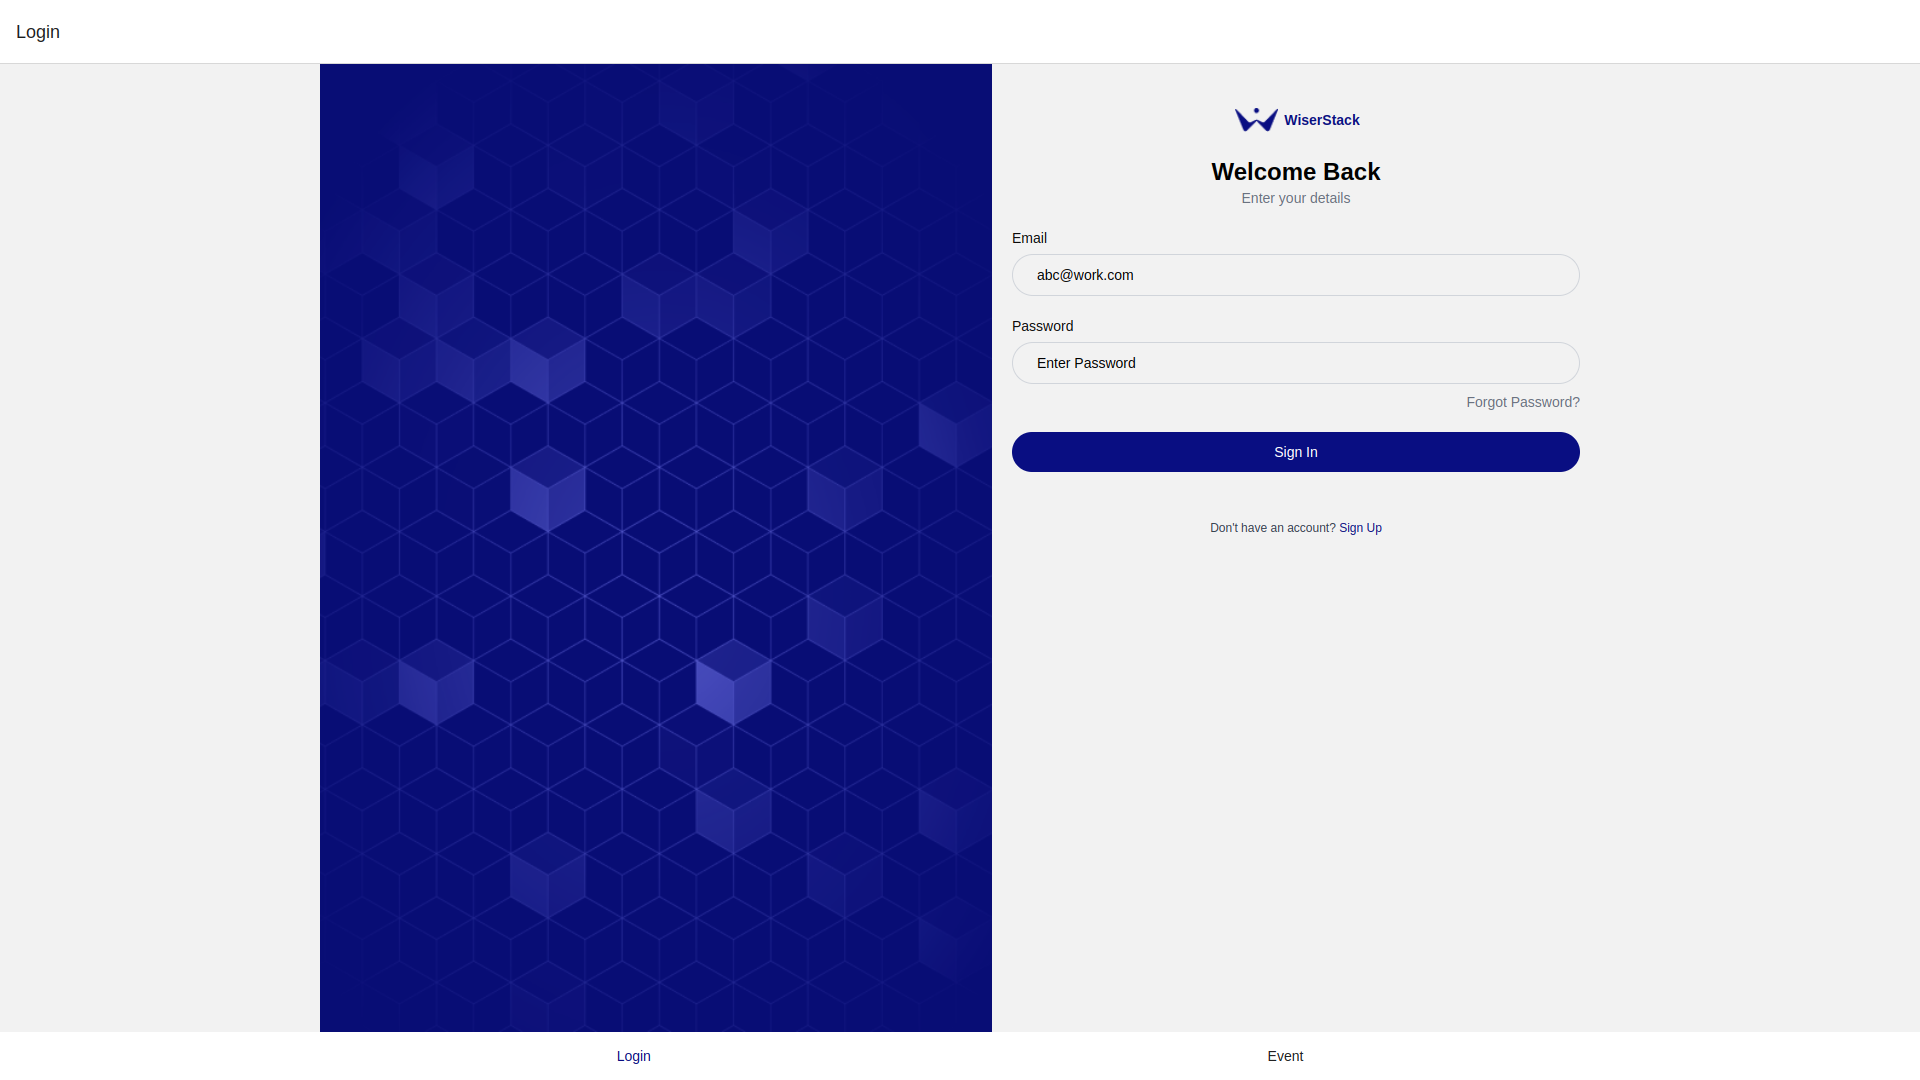 Login
WiserStack
Welcome Back
Enter your details
Email
abc@work.com
Password
Enter Password
Forgot Password?
Sign In
Don't have an account? Sign Up
Login
Event